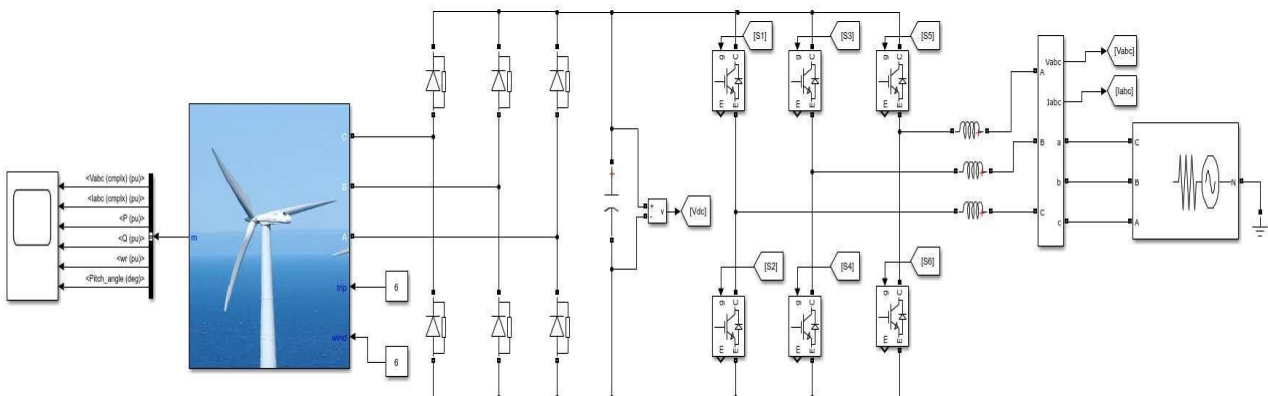 <Vabc (cmplx) (pu)>
<Iabc (cmplx) (pu)>
<P (pu)>
<Q (pu)>
<wr (pu)>
<Pitch_angle (deg)>
m
C
B
A
trip
wind
6
6
+
+
-
v
[Vdc]
[S1]
[S3]
[S5]
g C
g C
g C
m E
m E
m E
[S2]
[S4]
[S6]
g C
g C
g C
m E
m E
m E
+
+
+
A
B
C
Vabc
Iabc
a
b
c
[Vabc]
[Iabc]
C
B
A
N